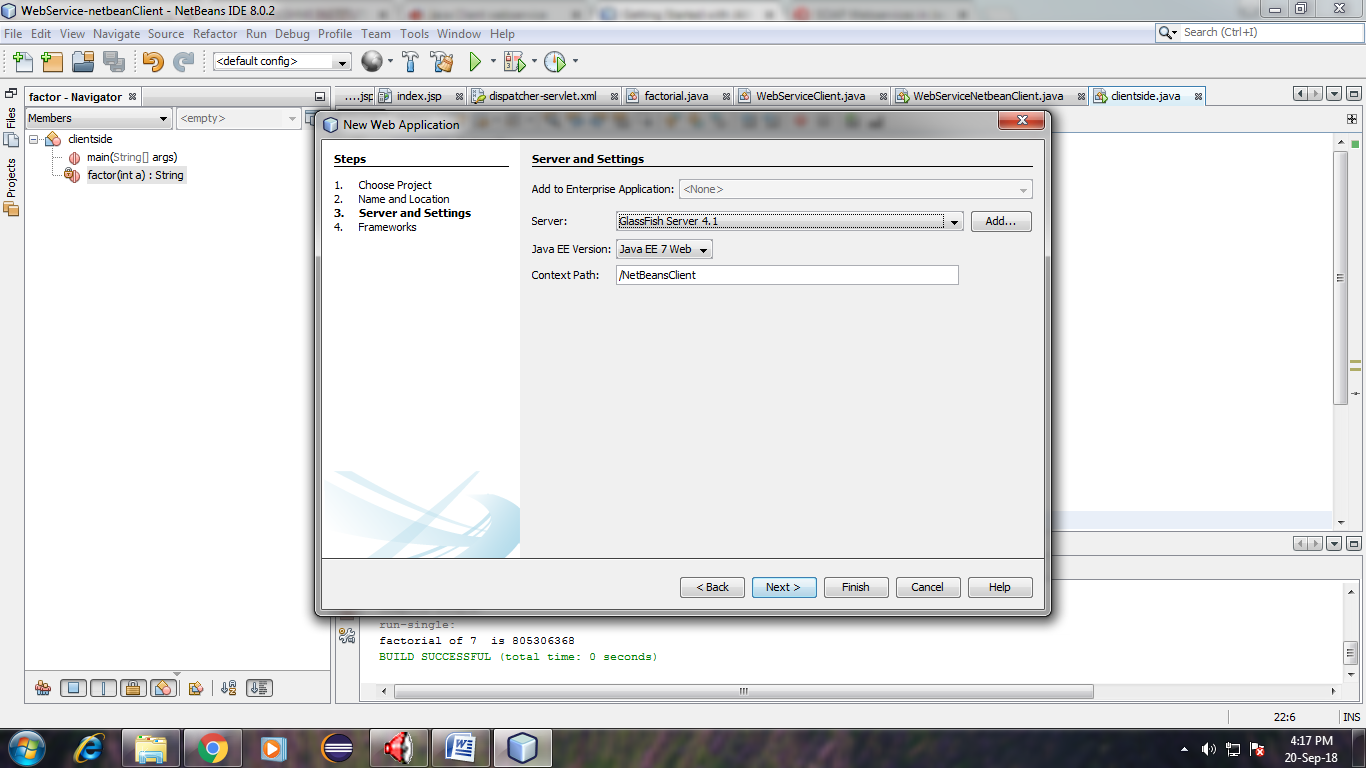 WebService-netbeanClient - NetBeans IDE 8.0.2
File Edit View Navigate Source Refactor Run Debug Profile Team Tools Window Help
Search (Ctrl+I)
<default config>
factor - Navigator
....jsp index.jsp dispatcher-servlet.xml factorial.java WebServiceClient.java WebServiceNetbeanClient.java clientside.java
Files
Projects
Members
<empty>
clientside
main(String[] args)
factor(int a) : String
New Web Application
Steps
1. Choose Project
2. Name and Location
3. Server and Settings
4. Frameworks
Server and Settings
Add to Enterprise Application: <None>
Server: GlassFish Server 4.1 Add...
Java EE Version: Java EE 7 Web
Context Path: /NetBeansClient
< Back Next > Finish Cancel Help
run-single:
factorial of 7  is 805306368
BUILD SUCCESSFUL (total time: 0 seconds)
22:6 INS
4:17 PM
20-Sep-18